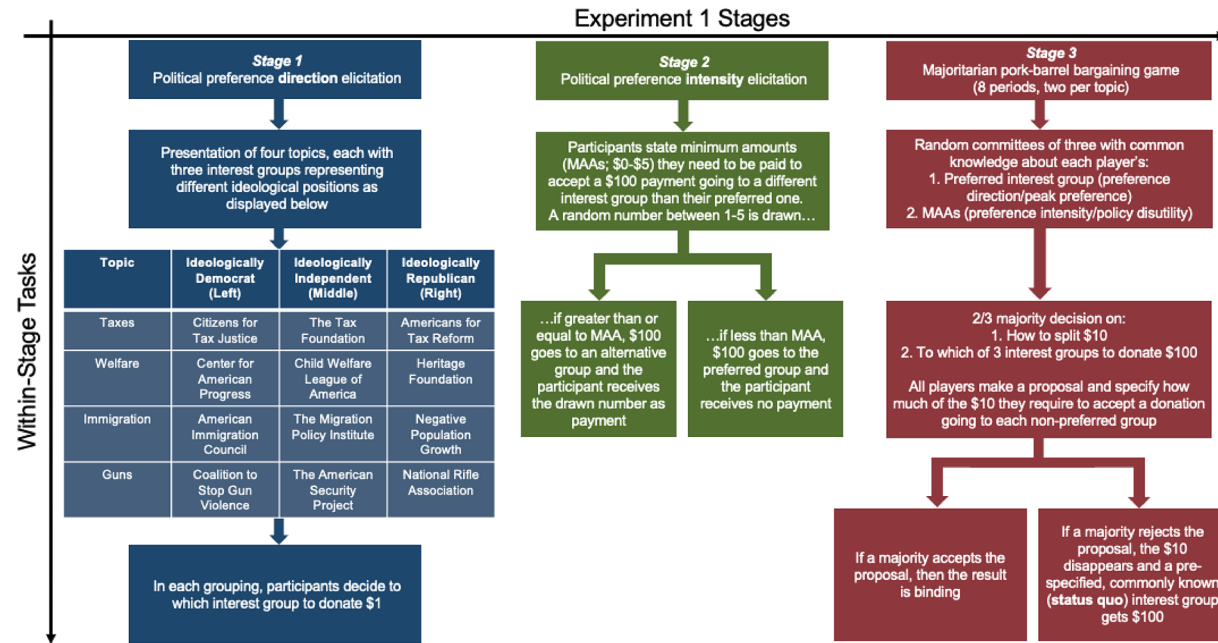 Experiment 1 Stages
Within-Stage Tasks
Stage 1
Political preference direction elicitation
Presentation of four topics, each with
three interest groups representing
different ideological positions as
displayed below
Topic
Ideologically
Democrat
(Left)
Ideologically
Independent
(Middle)
Ideologically
Republican
(Right)
Taxes
Citizens for
Tax Justice
The Tax
Foundation
Americans for
Tax Reform
Welfare
Center for
American
Progress
Child Welfare
League of
America
Heritage
Foundation
Immigration
American
Immigration
Council
The Migration
Policy Institute
Negative
Population
Growth
Guns
Coalition to
Stop Gun
Violence
The American
Security
Project
National Rifle
Association
In each grouping, participants decide to
which interest group to donate $1
Stage 2
Political preference intensity elicitation
Participants state minimum amounts
(MAAs; $0-$5) they need to be paid to
accept a $100 payment going to a different
interest group than their preferred one.
A random number between 1-5 is drawn…
…if greater than or
equal to MAA, $100
goes to an alternative
group and the
participant receives
the drawn number as
payment
…if less than MAA,
$100 goes to the
preferred group and
the participant
receives no payment
Stage 3
Majoritarian pork-barrel bargaining game
(8 periods, two per topic)
Random committees of three with common
knowledge about each player's:
1. Preferred interest group (preference
direction/peak preference)
2. MAAs (preference intensity/policy disutility)
2/3 majority decision on:
1. How to split $10
2. To which of 3 interest groups to donate $100
All players make a proposal and specify how
much of the $10 they require to accept a donation
going to each non-preferred group
If a majority accepts the
proposal, then the result
is binding
If a majority rejects the
proposal, the $10
disappears and a pre-
specified, commonly known
(status quo) interest group
gets $100